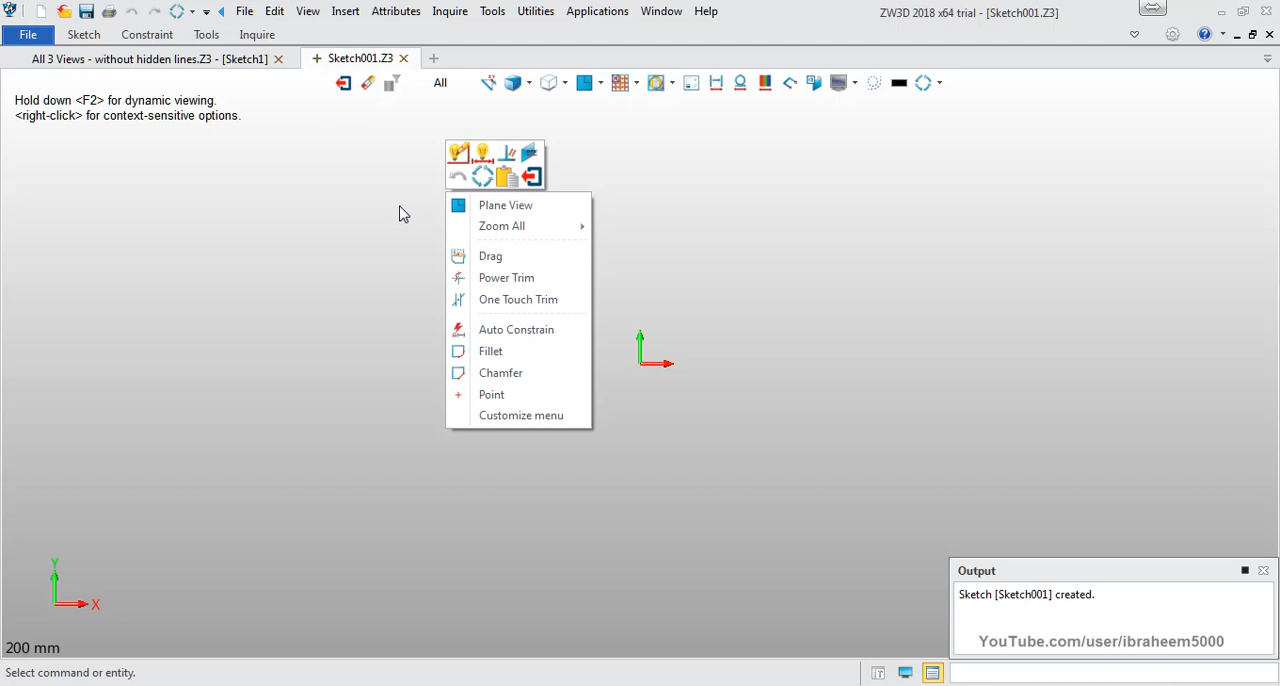 File Edit View Insert Attributes Inquire Tools Utilities Applications Window Help
ZW3D 2018 x64 trial - [Sketch001.Z3]
File Sketch Constraint Tools Inquire
All 3 Views - without hidden lines.Z3 - [Sketch1]
Sketch001.Z3
All
Hold down <F2> for dynamic viewing.
<right-click> for context-sensitive options.
Plane View
Zoom All
Drag
Power Trim
One Touch Trim
Auto Constrain
Fillet
Chamfer
Point
Customize menu
Y
X
200 mm
Output
Sketch [Sketch001] created.
YouTube.com/user/ibraheem5000
Select command or entity.